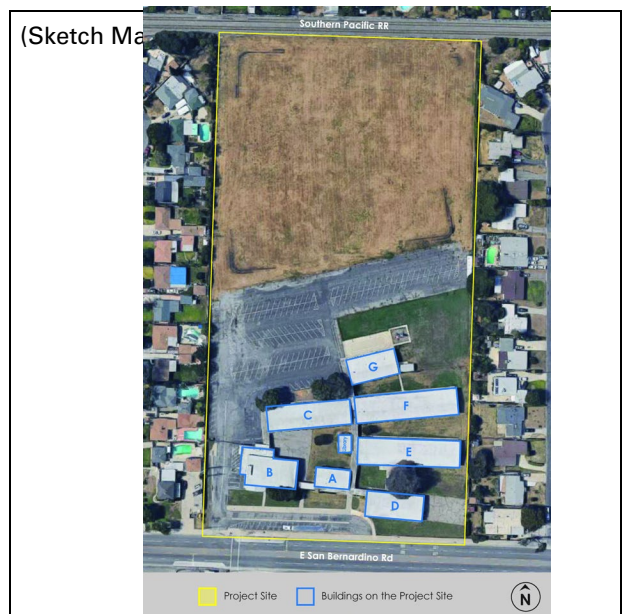 (Sketch Ma
Southern Pacific RR
G
C
F
E
B
A
D
E San Bernardino Rd
Project Site
Buildings on the Project Site
N